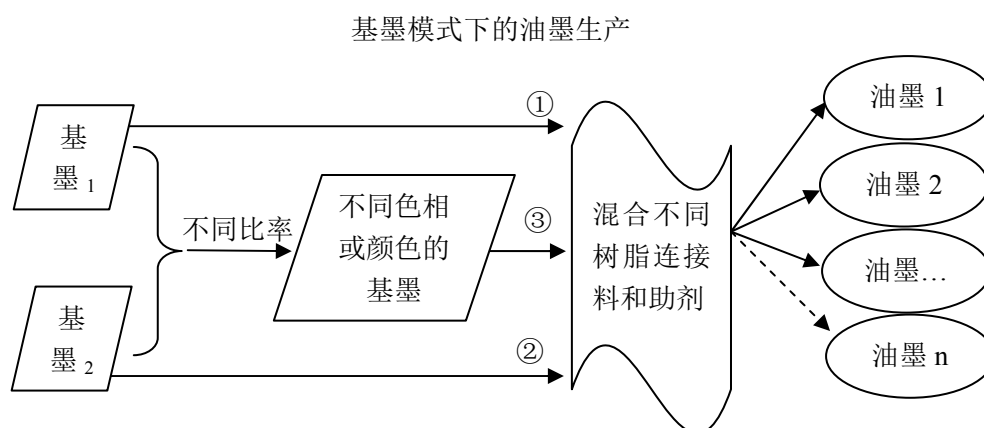 基墨模式下的油墨生产
基
墨 1
基
墨 2
不同比率
不同色相
或颜色的
基墨
①
③
②
混合不同
树脂连接
料和助剂
油墨 1
油墨 2
油墨…
油墨 n